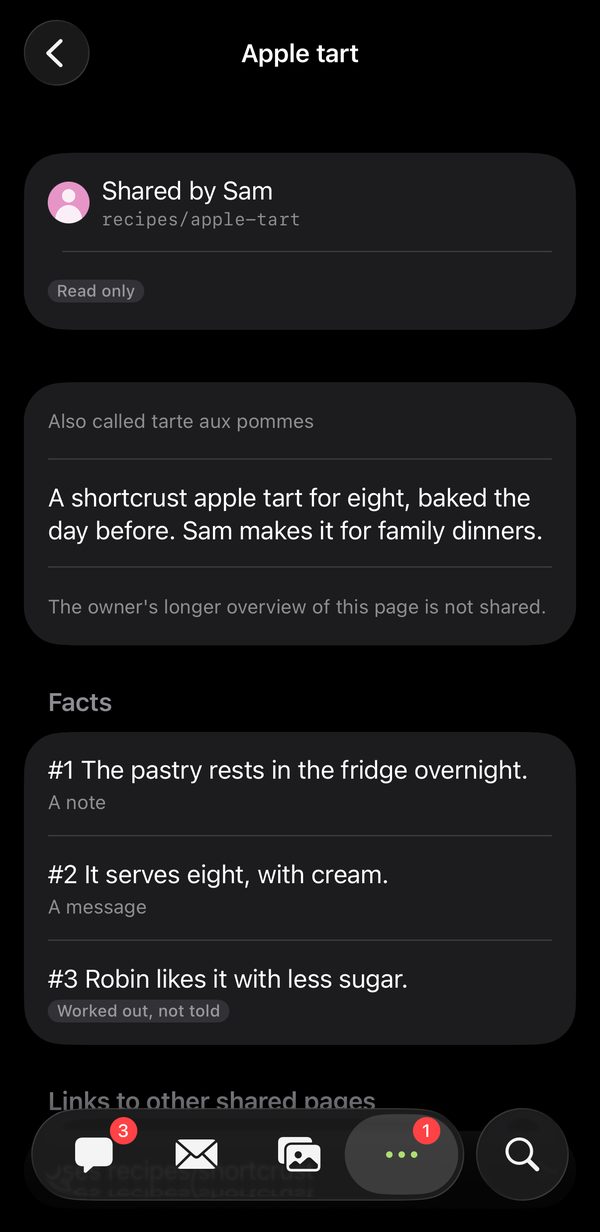 Apple tart
Shared by Sam
recipes/apple-tart
Read only
Also called tarte aux pommes
A shortcrust apple tart for eight, baked the
day before. Sam makes it for family dinners.
The owner's longer overview of this page is not shared.
Facts
#1 The pastry rests in the fridge overnight.
A note
#2 It serves eight, with cream.
A message
#3 Robin likes it with less sugar.
Worked out, not told
Links to other shared pages
3
1
recipes/shortcrust